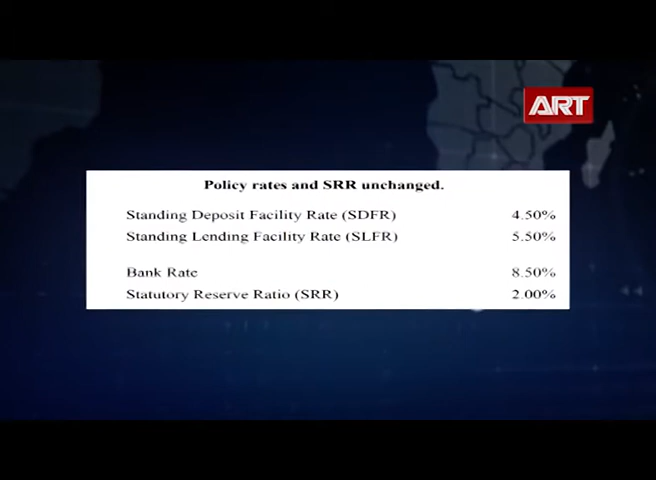 ART
Policy rates and SRR unchanged.
Standing Deposit Facility Rate (SDFR) 4.50%
Standing Lending Facility Rate (SLFR) 5.50%
Bank Rate 8.50%
Statutory Reserve Ratio (SRR) 2.00%